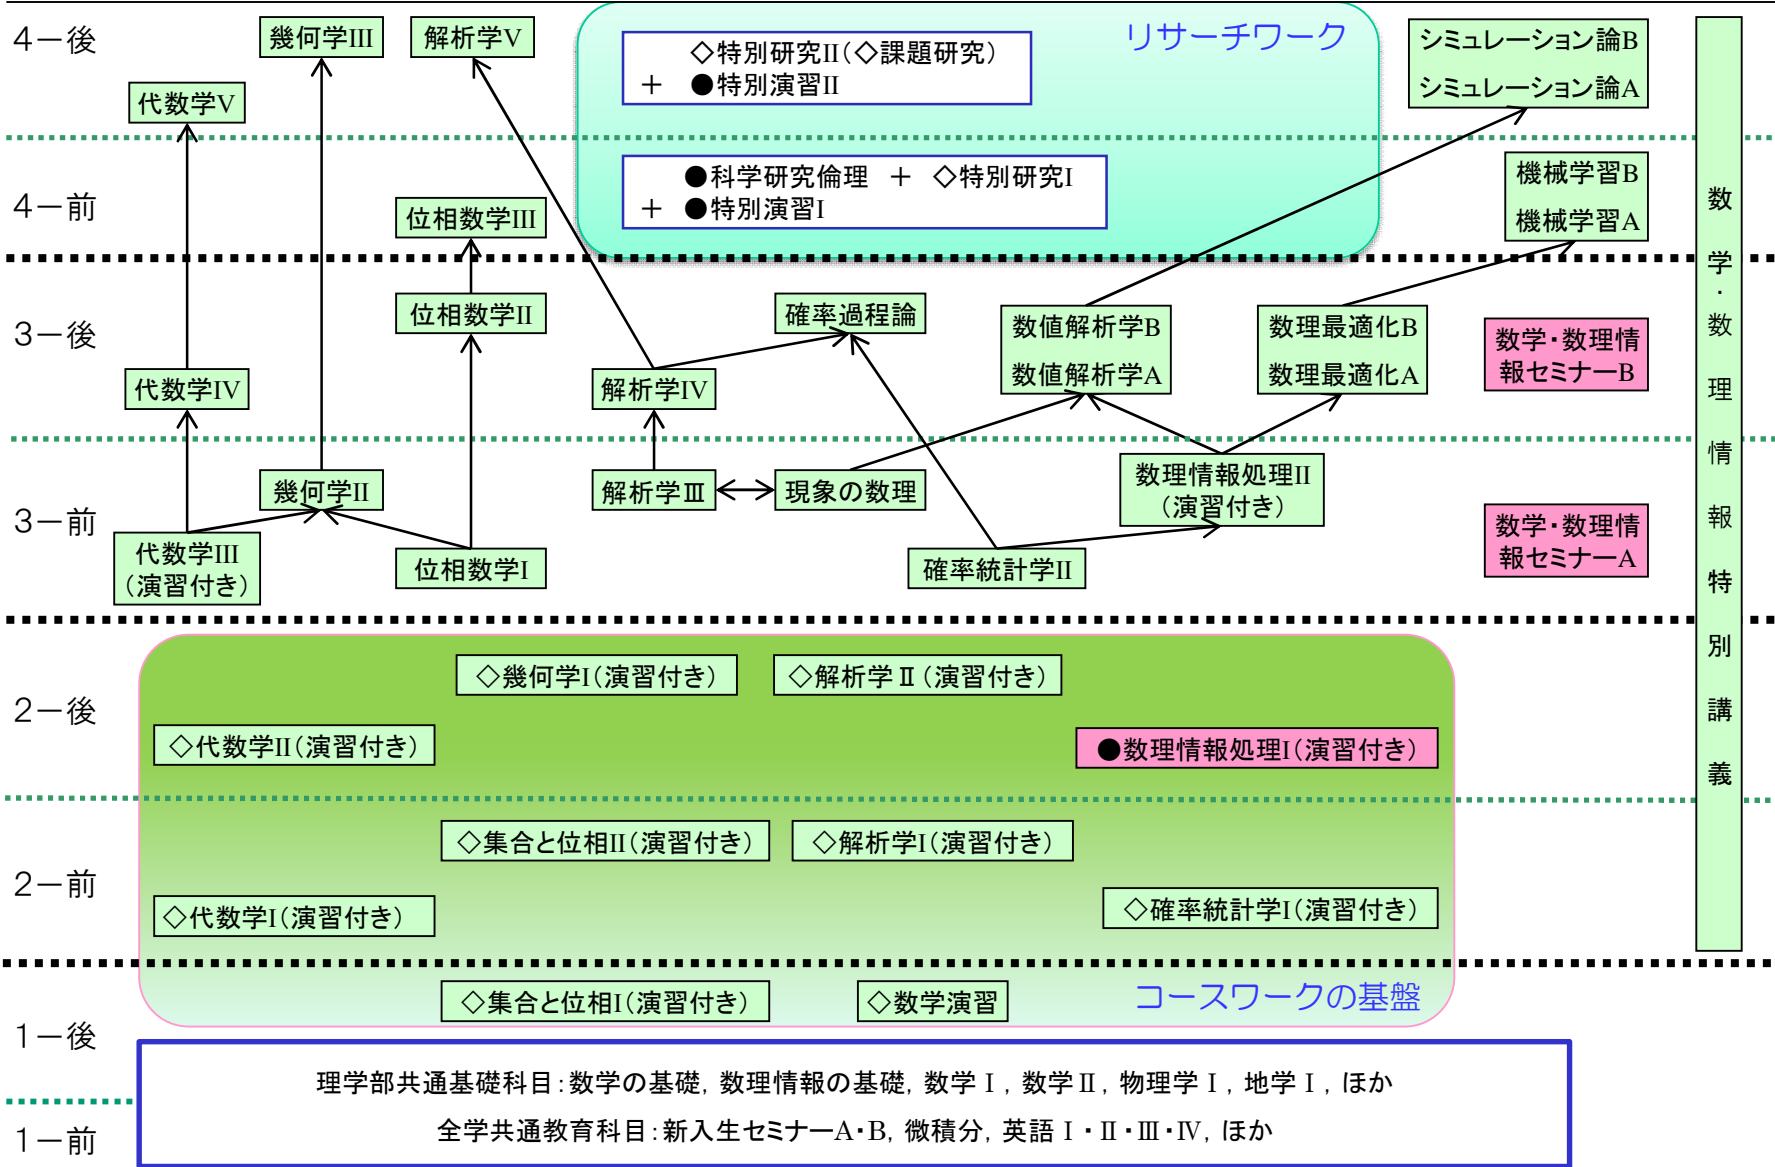 4－後
幾何学III
解析学V
代数学V
リサーチワーク
◇特別研究II（◇課題研究）
＋　●特別演習II
シミュレーション論B
シミュレーション論A
4－前
位相数学III
●科学研究倫理　＋　◇特別研究I
＋　●特別演習I
機械学習B
機械学習A
3－後
位相数学II
確率過程論
代数学IV
解析学IV
数値解析学B
数値解析学A
数理最適化B
数理最適化A
数学・数理情
報セミナーB
3－前
幾何学II
解析学Ⅲ
現象の数理
数理情報処理II
（演習付き）
代数学III
（演習付き）
位相数学I
確率統計学II
数学・数理情
報セミナーA
2－後
◇幾何学I（演習付き）
◇解析学Ⅱ（演習付き）
◇代数学II（演習付き）
●数理情報処理I（演習付き）
2－前
◇集合と位相II（演習付き）
◇解析学I（演習付き）
◇代数学I（演習付き）
◇確率統計学I（演習付き）
1－後
◇集合と位相I（演習付き）
◇数学演習
コースワークの基盤
理学部共通基礎科目：数学の基礎，数理情報の基礎，数学Ⅰ，数学Ⅱ，物理学Ⅰ，地学Ⅰ，ほか
1－前
全学共通教育科目：新入生セミナーA・B，微積分，英語Ⅰ・Ⅱ・Ⅲ・Ⅳ，ほか
数学・数理情報特別講義